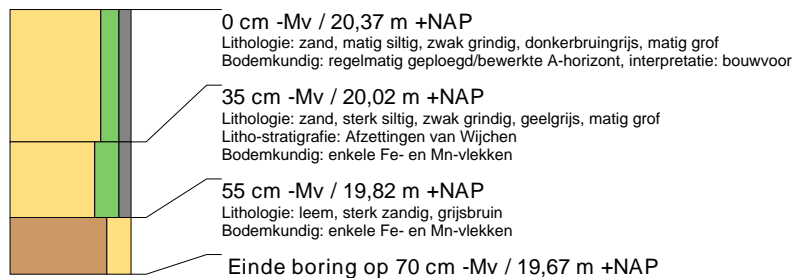 0 cm -Mv / 20,37 m +NAP
Lithologie: zand, matig siltig, zwak grindig, donkerbruingrijs, matig grof
Bodemkundig: regelmatig geploegd/bewerkte A-horizont, interpretatie: bouwvoor
35 cm -Mv / 20,02 m +NAP
Lithologie: zand, sterk siltig, zwak grindig, geelgrijs, matig grof
Litho-stratigrafie: Afzettingen van Wijchen
Bodemkundig: enkele Fe- en Mn-vlekken
55 cm -Mv / 19,82 m +NAP
Lithologie: leem, sterk zandig, grijsbruin
Bodemkundig: enkele Fe- en Mn-vlekken
Einde boring op 70 cm -Mv / 19,67 m +NAP